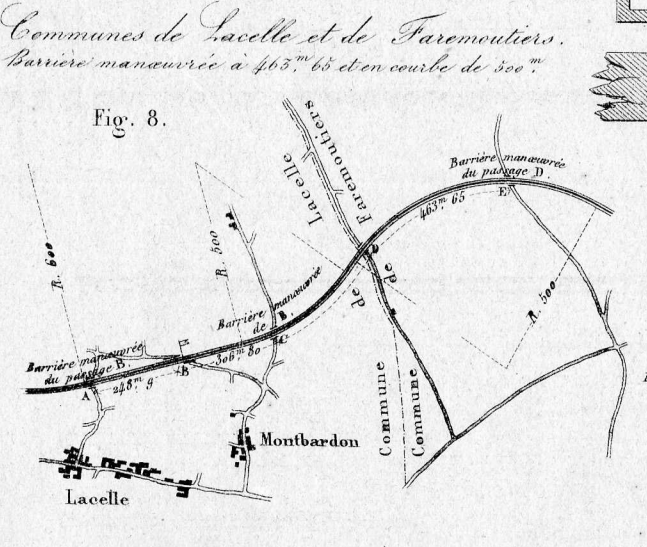 Communes de Lacelle et de Faremoutiers.
Barrière manœuvrée à 463.m 65 et en courbe de 500m.
Fig. 8.
Lacelle
Faremoutiers
Barrière manœuvrée
du passage D.
463m 65
E
R. 600
R. 500
D
de
de
R. 500
Barrière manœuvrée
de B.
306m 80
Barrière manœuvrée
du passage B.
A
248m 9
B
Commune
Commune
Montbardon
Lacelle